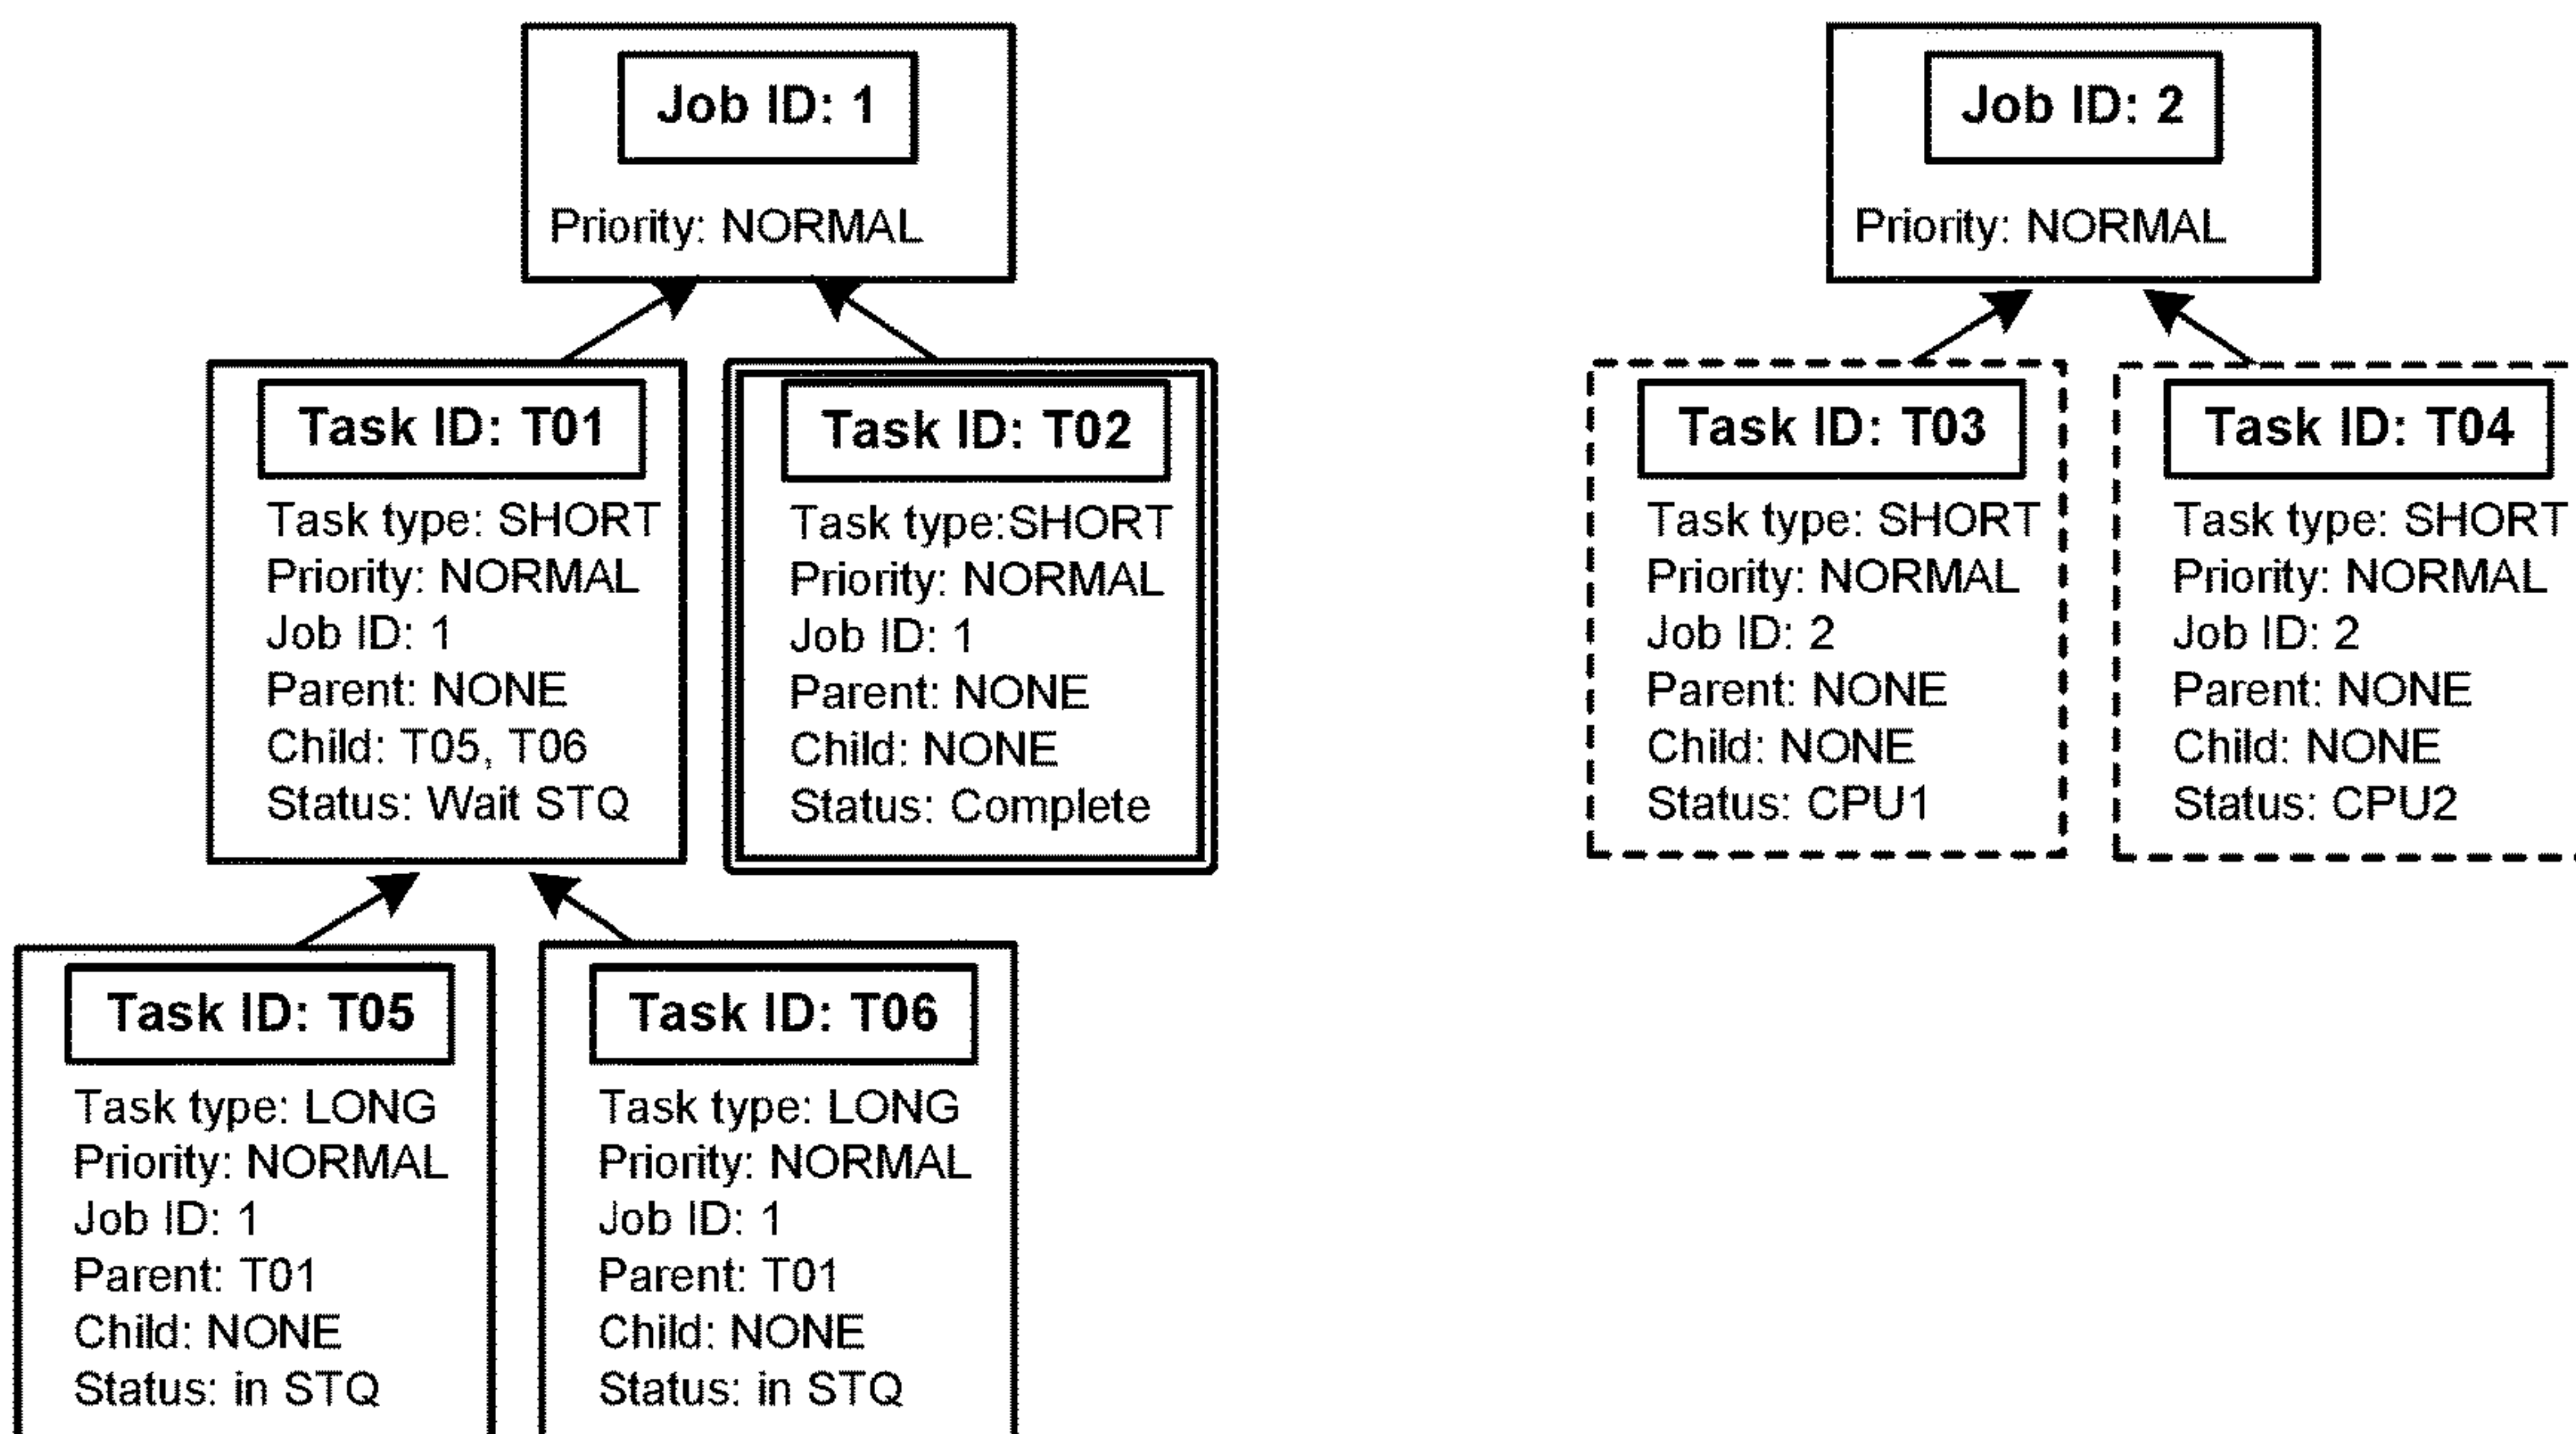 Job ID: 1
Priority: NORMAL
Job ID: 2
Priority: NORMAL
Task ID: T01
Task type: SHORT
Priority: NORMAL
Job ID: 1
Parent: NONE
Child: T05, T06
Status: Wait STQ
Task ID: T02
Task type:SHORT
Priority: NORMAL
Job ID: 1
Parent: NONE
Child: NONE
Status: Complete
Task ID: T03
Task type: SHORT
Priority: NORMAL
Job ID: 2
Parent: NONE
Child: NONE
Status: CPU1
Task ID: T04
Task type: SHORT
Priority: NORMAL
Job ID: 2
Parent: NONE
Child: NONE
Status: CPU2
Task ID: T05
Task type: LONG
Priority: NORMAL
Job ID: 1
Parent: T01
Child: NONE
Status: in STQ
Task ID: T06
Task type: LONG
Priority: NORMAL
Job ID: 1
Parent: T01
Child: NONE
Status: in STQ